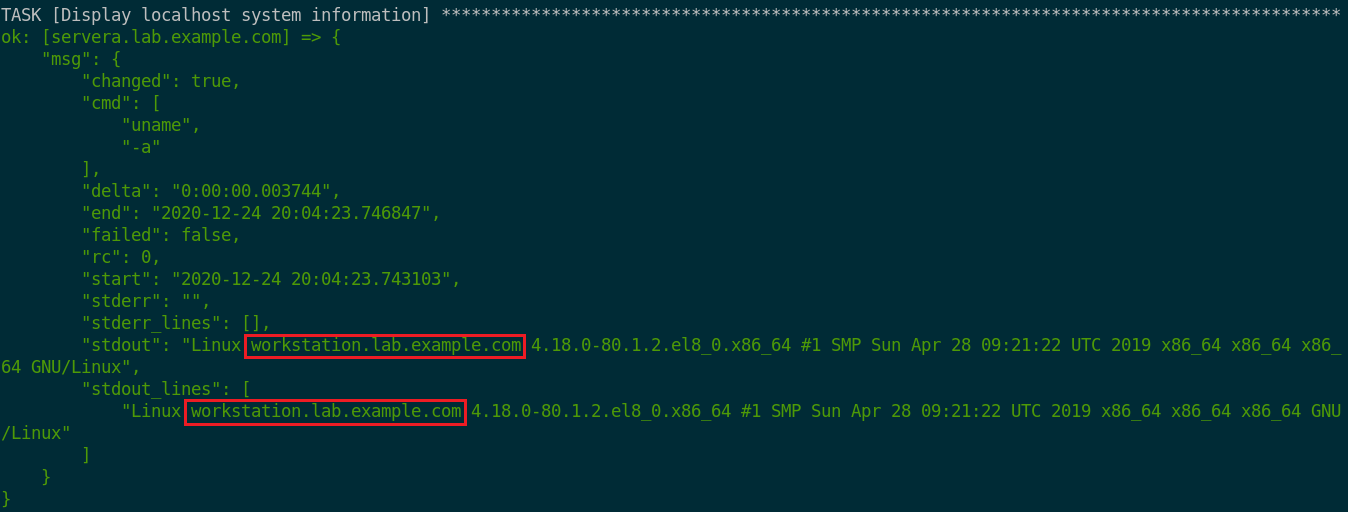 TASK [Display localhost system information] ******************************************************************************************
ok: [servera.lab.example.com] => {
    "msg": {
        "changed": true,
        "cmd": [
            "uname",
            "-a"
        ],
        "delta": "0:00:00.003744",
        "end": "2020-12-24 20:04:23.746847",
        "failed": false,
        "rc": 0,
        "start": "2020-12-24 20:04:23.743103",
        "stderr": "",
        "stderr_lines": [],
        "stdout": "Linux workstation.lab.example.com 4.18.0-80.1.2.el8_0.x86_64 #1 SMP Sun Apr 28 09:21:22 UTC 2019 x86_64 x86_64 x86_
64 GNU/Linux",
        "stdout_lines": [
            "Linux workstation.lab.example.com 4.18.0-80.1.2.el8_0.x86_64 #1 SMP Sun Apr 28 09:21:22 UTC 2019 x86_64 x86_64 x86_64 GNU
/Linux"
        ]
    }
}